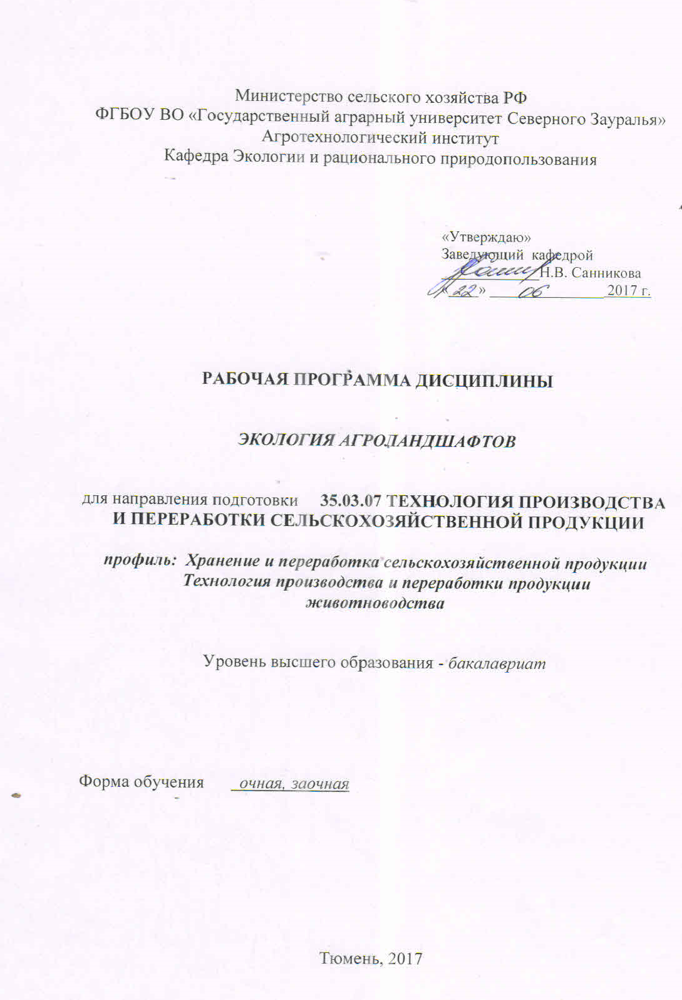 Министерство сельского хозяйства РФ
ФГБОУ ВО «Государственный аграрный университет Северного Зауралья»
Агротехнологический институт
Кафедра Экологии и рационального природопользования
«Утверждаю»
Заведующий кафедрой
Н.В. Санникова
«22» 06 2017 г.
РАБОЧАЯ ПРОГРАММА ДИСЦИПЛИНЫ
ЭКОЛОГИЯ АГРОЛАНДШАФТОВ
для направления подготовки 35.03.07 ТЕХНОЛОГИЯ ПРОИЗВОДСТВА
И ПЕРЕРАБОТКИ СЕЛЬСКОХОЗЯЙСТВЕННОЙ ПРОДУКЦИИ
профиль: Хранение и переработка сельскохозяйственной продукции
Технология производства и переработки продукции
животноводства
Уровень высшего образования - бакалавриат
Форма обучения очная, заочная
Тюмень, 2017